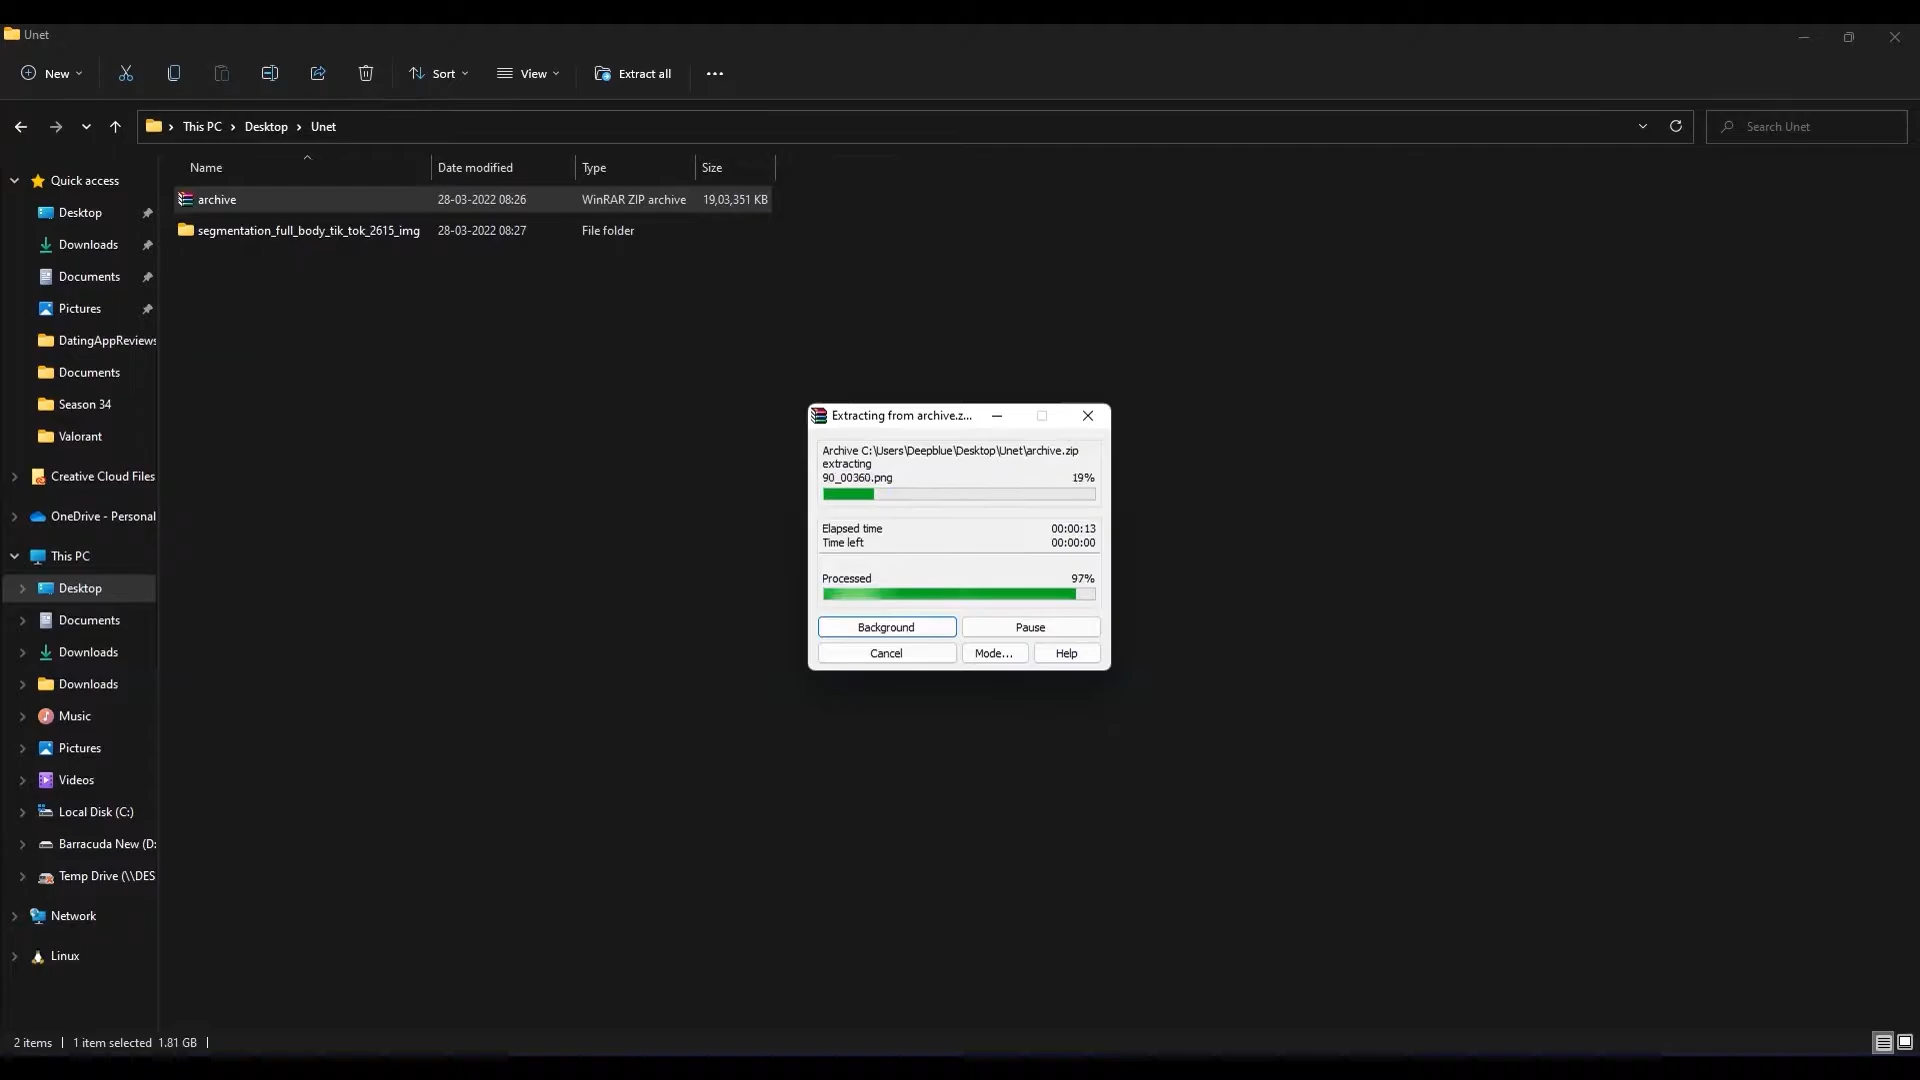 Unet
New
Sort
View
Extract all
This PC
Desktop
Unet
Search Unet
Name
Date modified
Type
Size
archive
28-03-2022 08:26
WinRAR ZIP archive
19,03,351 KB
segmentation_full_body_tik_tok_2615_img
28-03-2022 08:27
File folder
Quick access
Desktop
Downloads
Documents
Pictures
DatingAppReviews
Documents
Season 34
Valorant
Creative Cloud Files
OneDrive - Personal
This PC
Desktop
Documents
Downloads
Downloads
Music
Pictures
Videos
Local Disk (C:)
Barracuda New (D:
Temp Drive (\\DES
Network
Linux
Extracting from archive.z...
Archive C:\Users\Deepblue\Desktop\Unet\archive.zip
extracting
90_00360.png 19%
Elapsed time 00:00:13
Time left 00:00:00
Processed 97%
Background
Pause
Cancel
Mode...
Help
2 items
1 item selected 1.81 GB